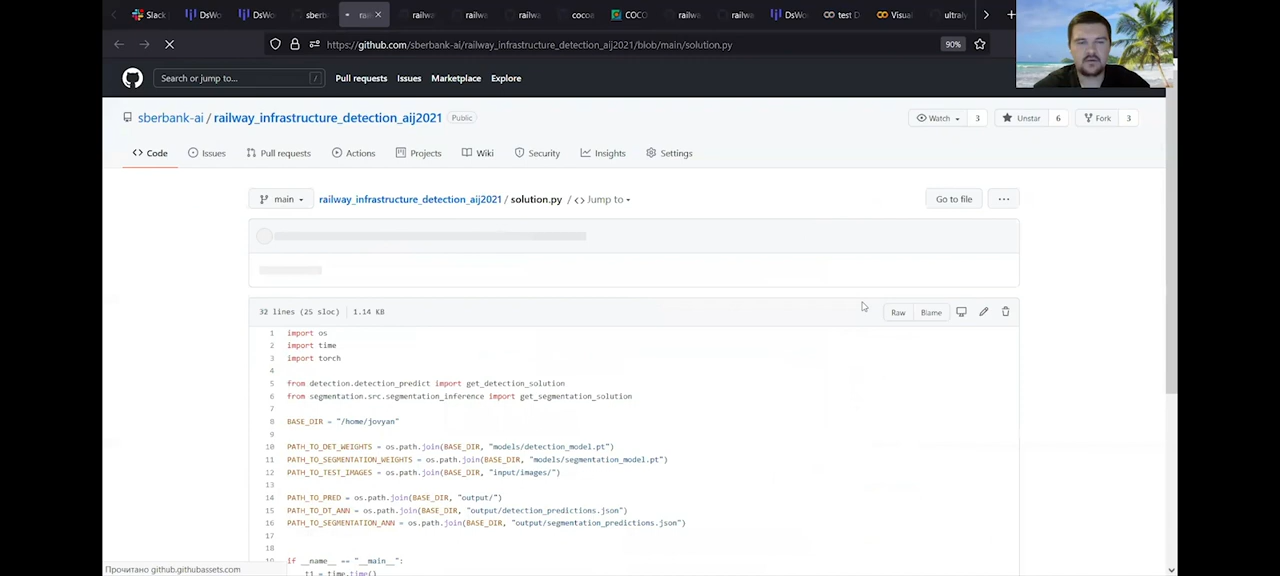 Slack DsWo DsWo sberb rai railwa railwa railwa cocoa COCO railwa railwa DsWo test D Visual ultraly
https://github.com/sberbank-ai/railway_infrastructure_detection_aij2021/blob/main/solution.py 90%
Search or jump to... / Pull requests Issues Marketplace Explore
sberbank-ai / railway_infrastructure_detection_aij2021 Public Watch 3 Unstar 6 Fork 3
Code Issues Pull requests Actions Projects Wiki Security Insights Settings
main railway_infrastructure_detection_aij2021 / solution.py / <> Jump to Go to file ...
32 lines (25 sloc) 1.14 KB Raw Blame
1 import os
2 import time
3 import torch
4
5 from detection.detection_predict import get_detection_solution
6 from segmentation.src.segmentation_inference import get_segmentation_solution
7
8 BASE_DIR = "/home/jovyan"
9
10 PATH_TO_DET_WEIGHTS = os.path.join(BASE_DIR, "models/detection_model.pt")
11 PATH_TO_SEGMENTATION_WEIGHTS = os.path.join(BASE_DIR, "models/segmentation_model.pt")
12 PATH_TO_TEST_IMAGES = os.path.join(BASE_DIR, "input/images/")
13
14 PATH_TO_PRED = os.path.join(BASE_DIR, "output/")
15 PATH_TO_DT_ANN = os.path.join(BASE_DIR, "output/detection_predictions.json")
16 PATH_TO_SEGMENTATION_ANN = os.path.join(BASE_DIR, "output/segmentation_predictions.json")
17
18
19 if __name__ == "__main__":
t1 = time.time()
Прочитано github.githubassets.com